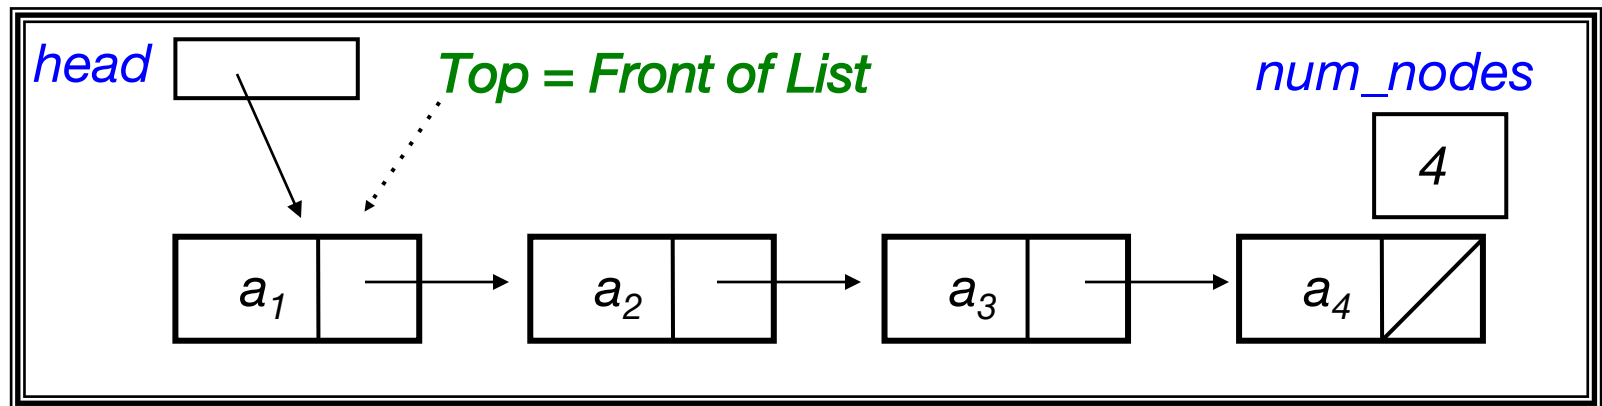 head
Top = Front of List
num_nodes
4
a1
a2
a3
a4